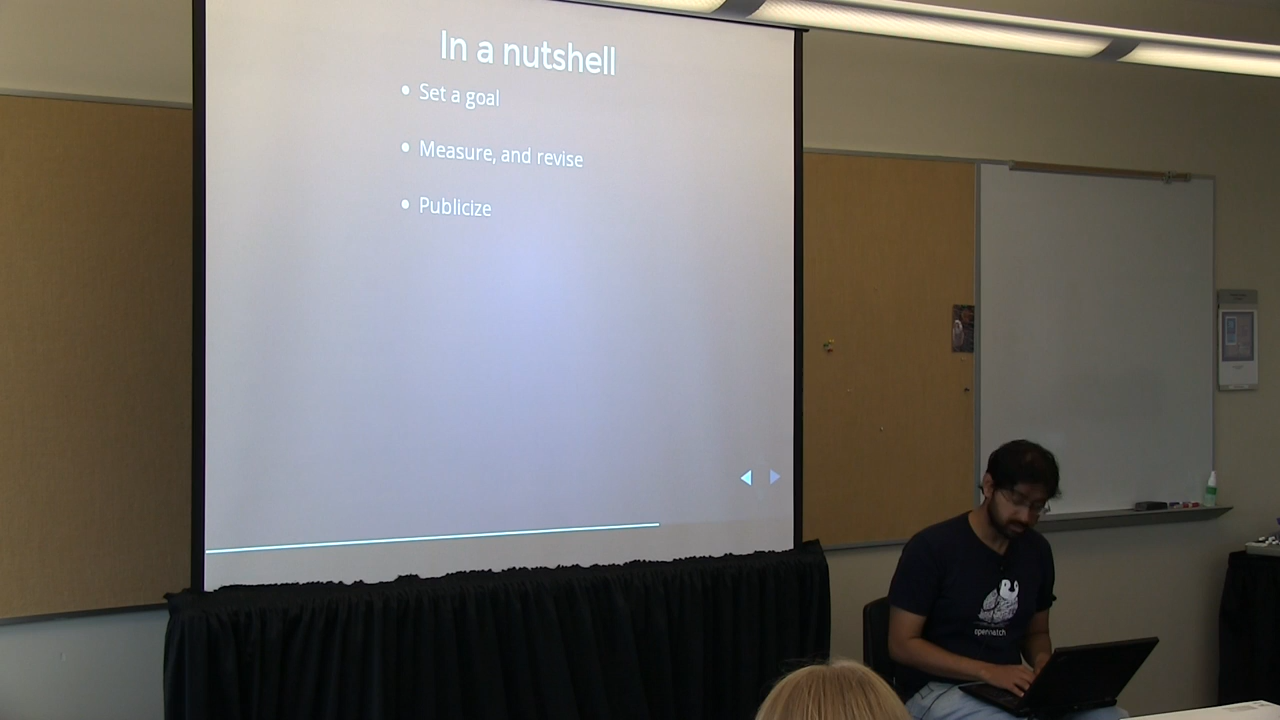 In a nutshell
• Set a goal
• Measure, and revise
• Publicize
openhatch